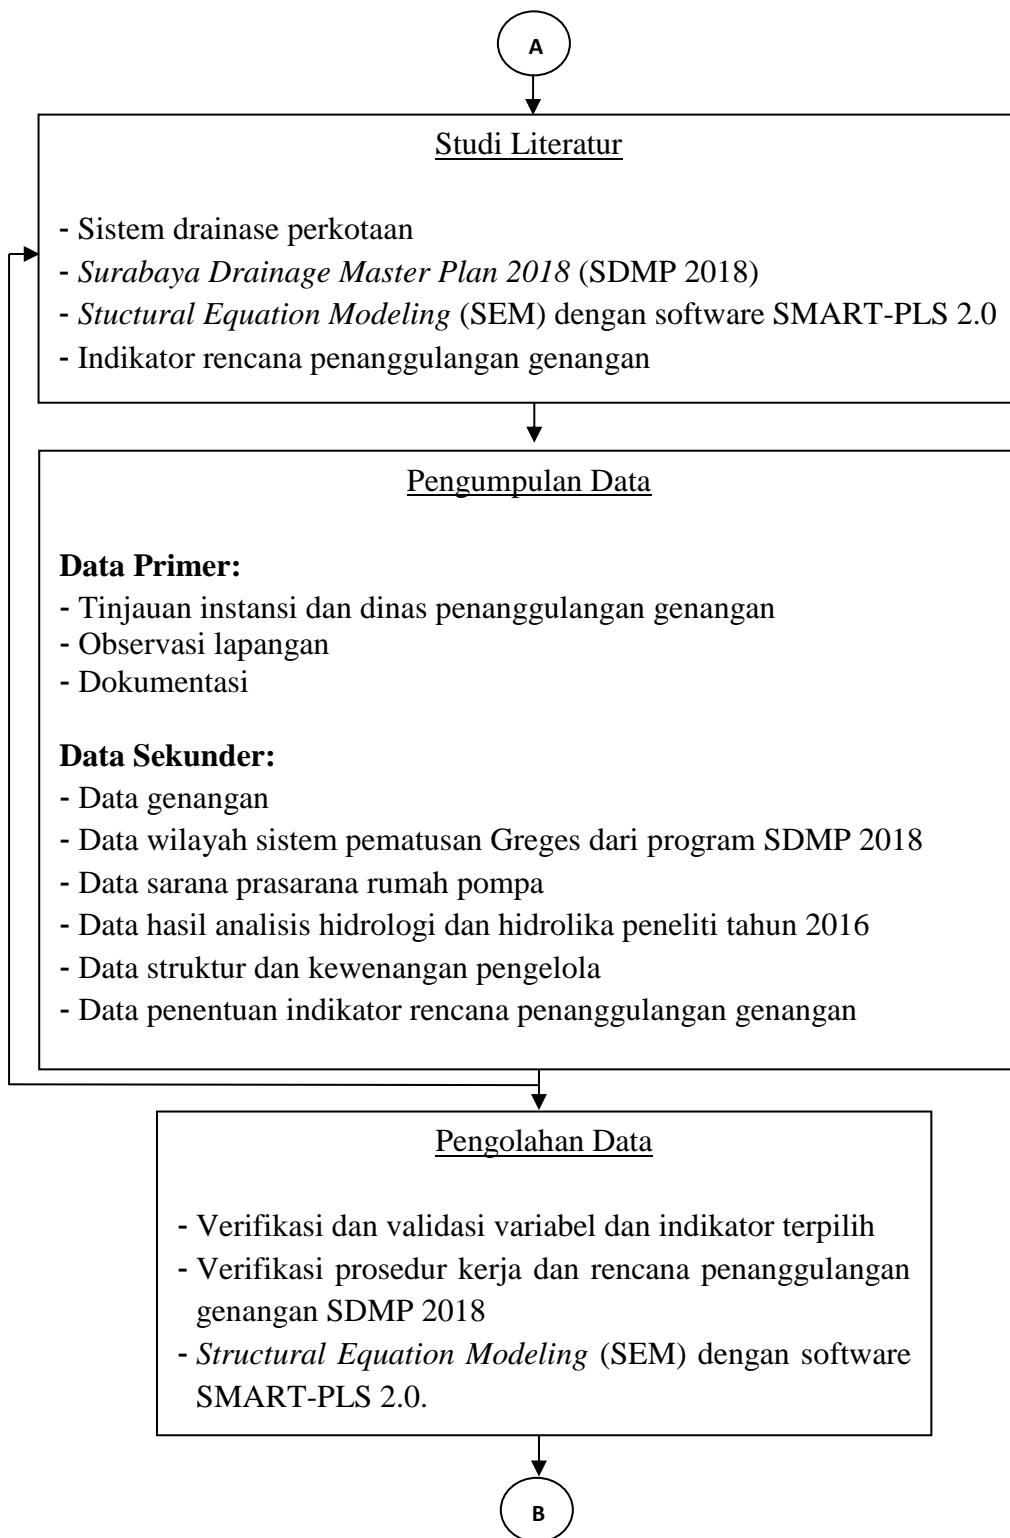 A
Studi Literatur
- Sistem drainase perkotaan
- Surabaya Drainage Master Plan 2018 (SDMP 2018)
- Stuctural Equation Modeling (SEM) dengan software SMART-PLS 2.0
- Indikator rencana penanggulangan genangan
Pengumpulan Data
Data Primer:
- Tinjauan instansi dan dinas penanggulangan genangan
- Observasi lapangan
- Dokumentasi
Data Sekunder:
- Data genangan
- Data wilayah sistem pematusan Greges dari program SDMP 2018
- Data sarana prasarana rumah pompa
- Data hasil analisis hidrologi dan hidrolika peneliti tahun 2016
- Data struktur dan kewenangan pengelola
- Data penentuan indikator rencana penanggulangan genangan
Pengolahan Data
- Verifikasi dan validasi variabel dan indikator terpilih
- Verifikasi prosedur kerja dan rencana penanggulangan
genangan SDMP 2018
- Structural Equation Modeling (SEM) dengan software
SMART-PLS 2.0.
B